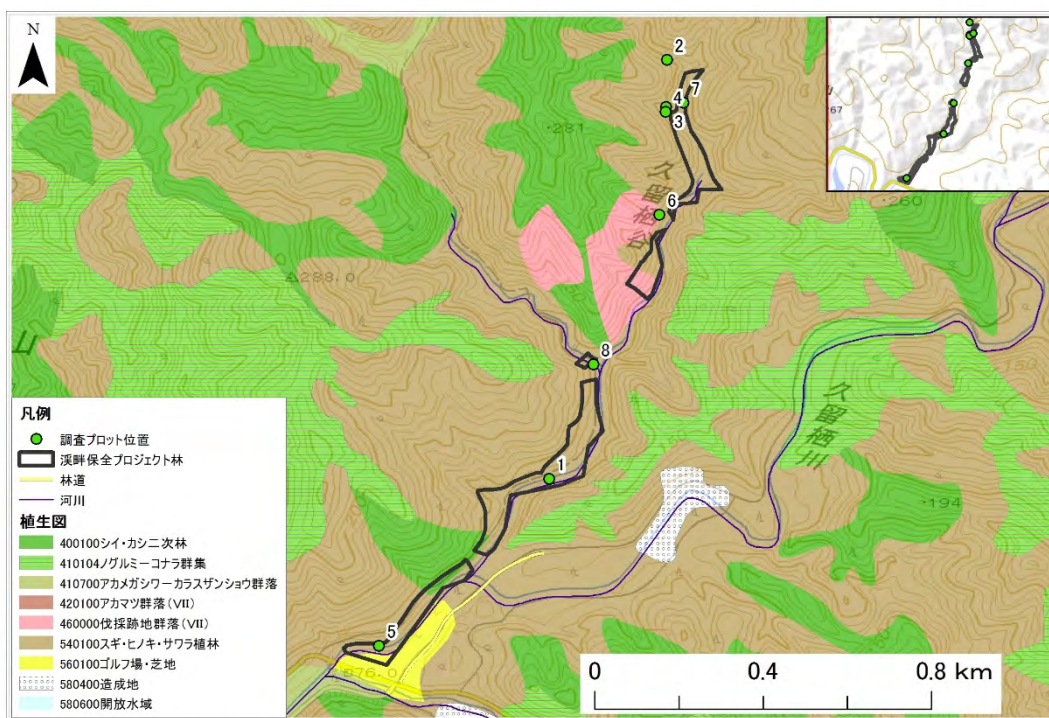 N
2
7
4
3
・281
久留栖谷
6
・260
267
288.0
山
8
久留栖川
1
・194
5
876.0
凡例
調査プロット位置
渓畔保全プロジェクト林
林道
河川
植生図
400100シイ・カシ二次林
410104ノグルミーコナラ群集
410700アカメガシワーカラスザンショウ群落
420100アカマツ群落(VII)
460000伐採跡地群落(VII)
540100スギ・ヒノキ・サワラ植林
560100ゴルフ場・芝地
580400造成地
580600開放水域
0 0.4 0.8 km